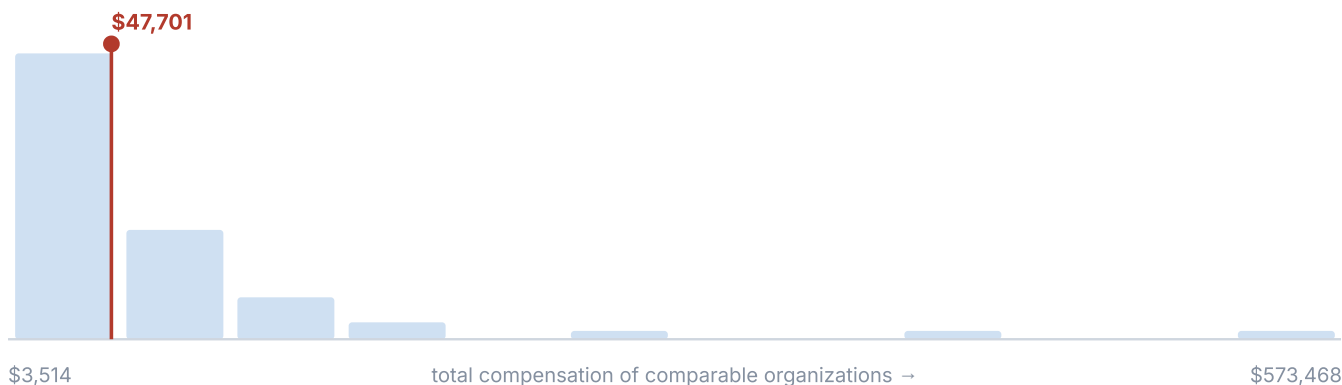 $47,701
$3,514 total compensation of comparable organizations → $573,468